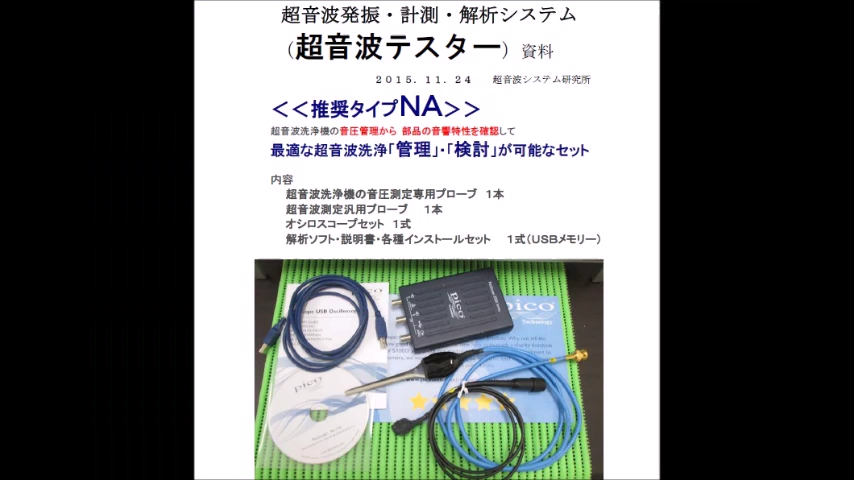 超音波発振・計測・解析システム
（超音波テスター）資料
２０１５．１１．２４　超音波システム研究所
＜＜推奨タイプNA＞＞
超音波洗浄機の音圧管理から 部品の音響特性を確認して
最適な超音波洗浄｢管理｣・｢検討｣が可能なセット
内容
超音波洗浄機の音圧測定専用プローブ　１本
超音波測定汎用プローブ　１本
オシロスコープセット　１式
解析ソフト・説明書・各種インストールセット　１式（ＵＳＢメモリー）
pico
pico
pico
Technology
pico